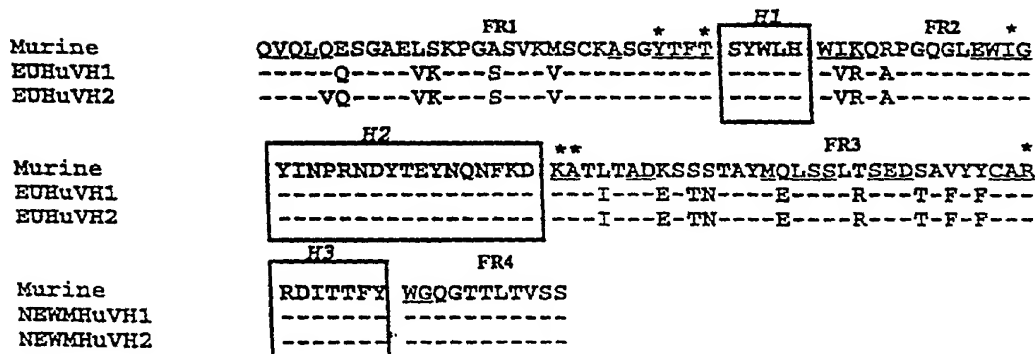 FR1 * * H1 FR2 *
Murine QVQLQESGAELSKPGASVKMSCKASGYTFT SYWLH WIKQRPGQGLEWIG
EUHuVH1 -----Q----VK---S---V---------- ----- -VR-A---------
EUHuVH2 ----VQ----VK---S---V---------- ----- -VR-A---------
H2 ** FR3 *
Murine YINPRNDYTEYNQNFKD KATLTADKSSSTAYMQLSSLTSEDSAVYYCAR
EUHuVH1 ----------------- ---I---E-TN----E----R---T-F-F---
EUHuVH2 ----------------- ---I---E-TN----E----R---T-F-F---
H3 FR4
Murine RDITTFY WGQGTTLTVSS
NEWMHuVH1 ------- -----------
NEWMHuVH2 ------- -----------